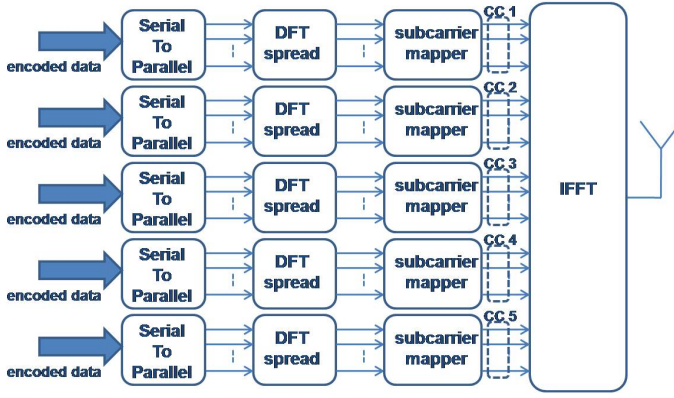 CC 1
Serial
To
Parallel
DFT
spread
subcarrier
mapper
encoded data
CC 2
Serial
To
Parallel
DFT
spread
subcarrier
mapper
encoded data
CC 3
Serial
To
Parallel
DFT
spread
subcarrier
mapper
IFFT
encoded data
CC 4
Serial
To
Parallel
DFT
spread
subcarrier
mapper
encoded data
CC 5
Serial
To
Parallel
DFT
spread
subcarrier
mapper
encoded data